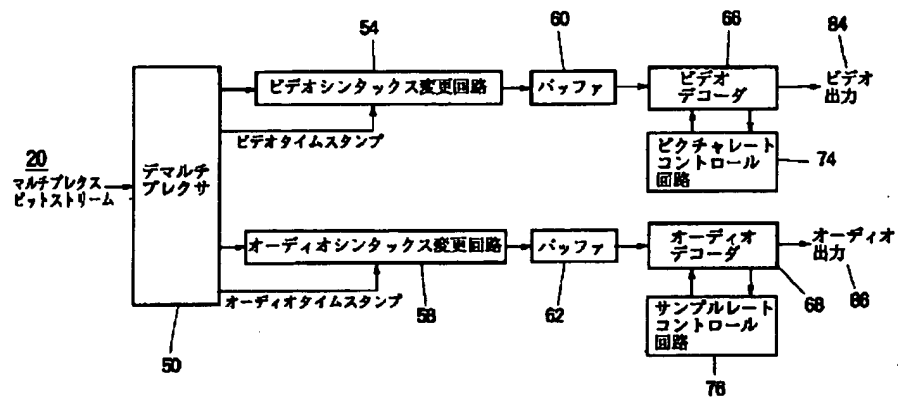 54
60
66
84
ビデオシンタックス変更回路
バッファ
ビデオ
デコーダ
ビデオ
出力
ビデオタイムスタンプ
ピクチャレート
コントロール
回路
74
20
マルチプレクス
ビットストリーム
デマルチ
プレクサ
オーディオシンタックス変更回路
バッファ
オーディオ
デコーダ
オーディオ
出力
オーディオタイムスタンプ
58
62
68
86
サンプルレート
コントロール
回路
50
76